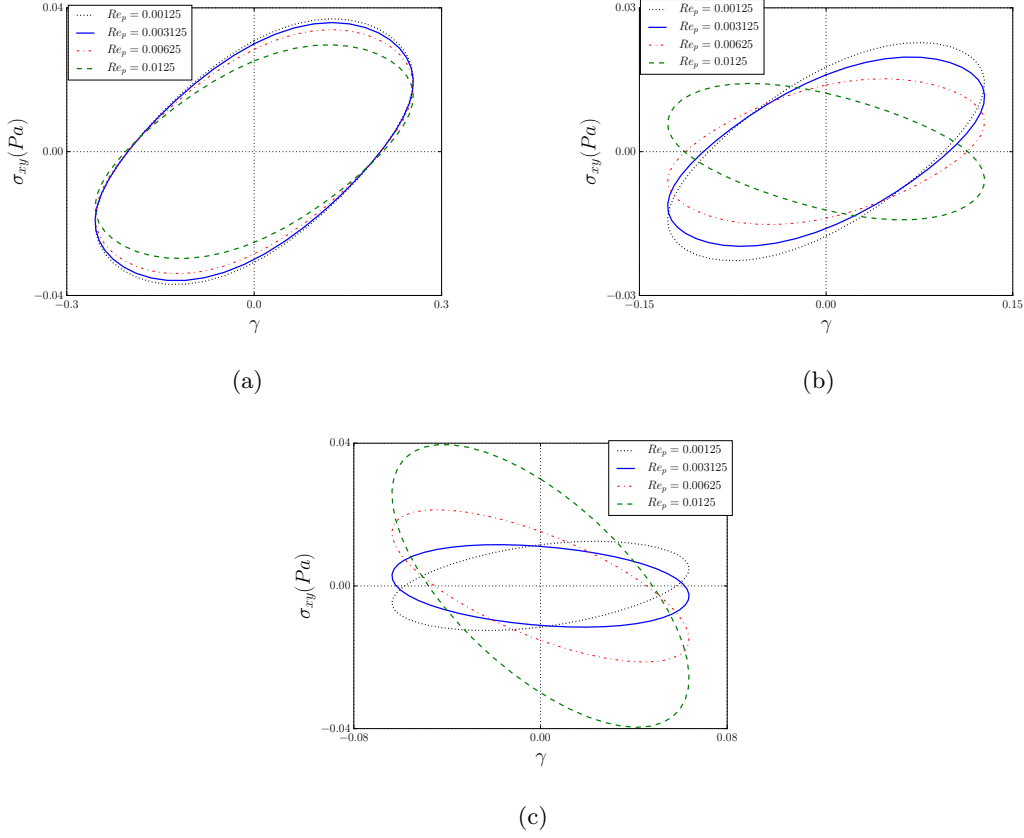 0.04
Re_p = 0.00125
Re_p = 0.003125
Re_p = 0.00625
Re_p = 0.0125
σ_xy(Pa)
0.00
−0.04
−0.3
0.0
0.3
γ
(a)
0.03
Re_p = 0.00125
Re_p = 0.003125
Re_p = 0.00625
Re_p = 0.0125
σ_xy(Pa)
0.00
−0.03
−0.15
0.00
0.15
γ
(b)
0.04
Re_p = 0.00125
Re_p = 0.003125
Re_p = 0.00625
Re_p = 0.0125
σ_xy(Pa)
0.00
−0.04
−0.08
0.00
0.08
γ
(c)